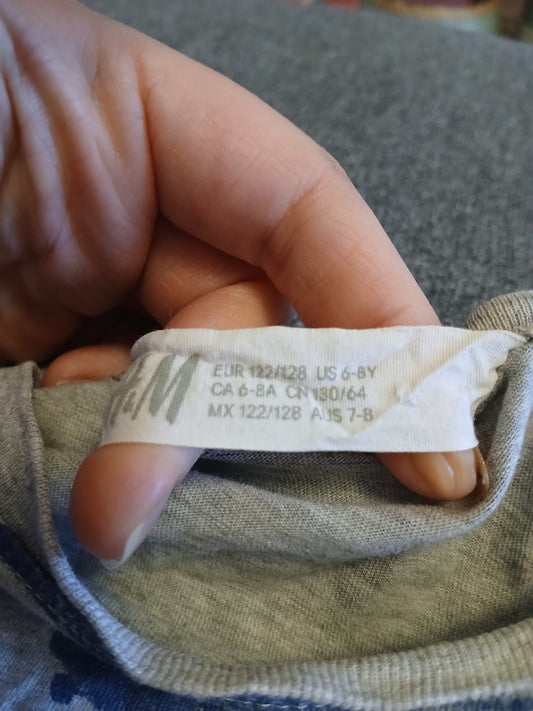 H&M
EUR 122/128 US 6-8Y
CA 6-8A CN 130/64
MX 122/128 AUS 7-8